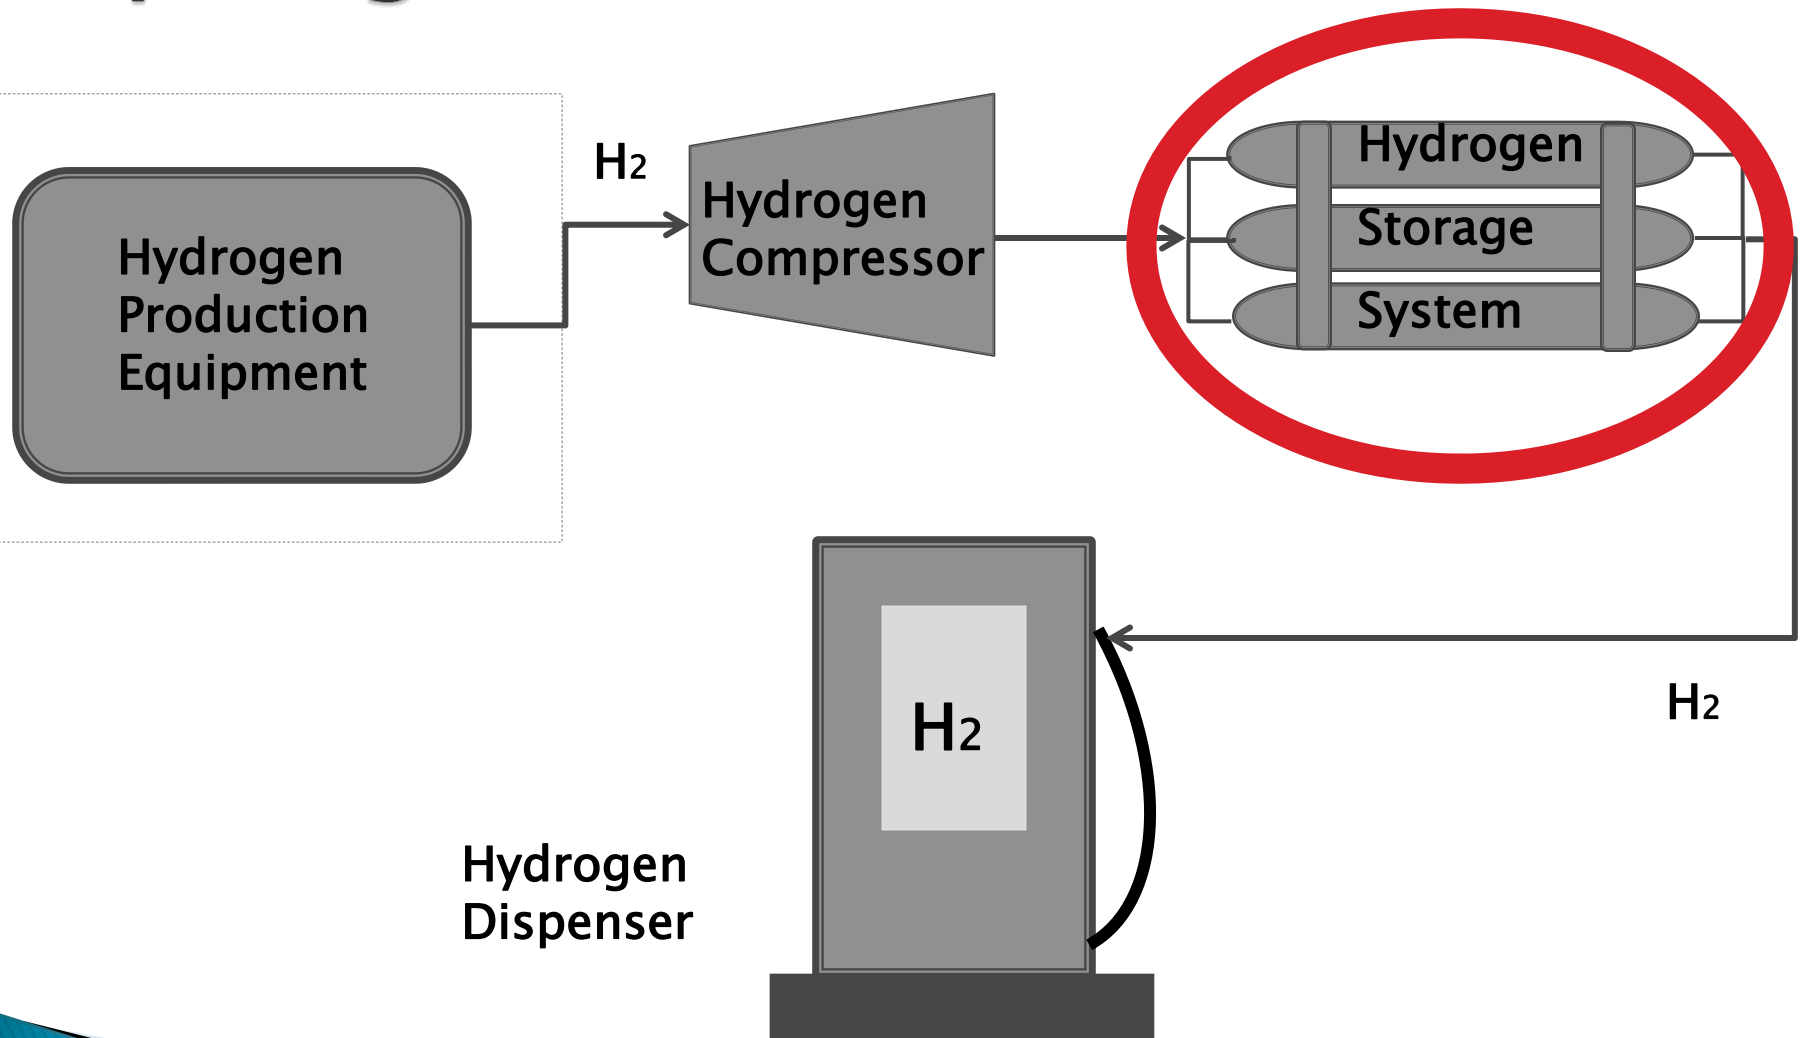 Hydrogen
Production
Equipment
H2
Hydrogen
Compressor
Hydrogen
Storage
System
H2
H2
Hydrogen
Dispenser